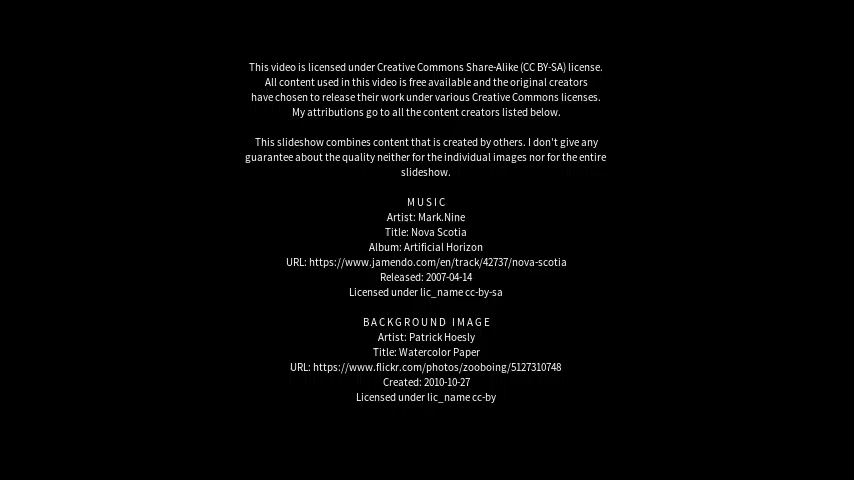 This video is licensed under Creative Commons Share-Alike (CC BY-SA) license.
All content used in this video is free available and the original creators
have chosen to release their work under various Creative Commons licenses.
My attributions go to all the content creators listed below.
This slideshow combines content that is created by others. I don't give any
guarantee about the quality neither for the individual images nor for the entire
slideshow.
MUSIC
Artist: Mark.Nine
Title: Nova Scotia
Album: Artificial Horizon
URL: https://www.jamendo.com/en/track/42737/nova-scotia
Released: 2007-04-14
Licensed under lic_name cc-by-sa
BACKGROUND IMAGE
Artist: Patrick Hoesly
Title: Watercolor Paper
URL: https://www.flickr.com/photos/zooboing/5127310748
Created: 2010-10-27
Licensed under lic_name cc-by